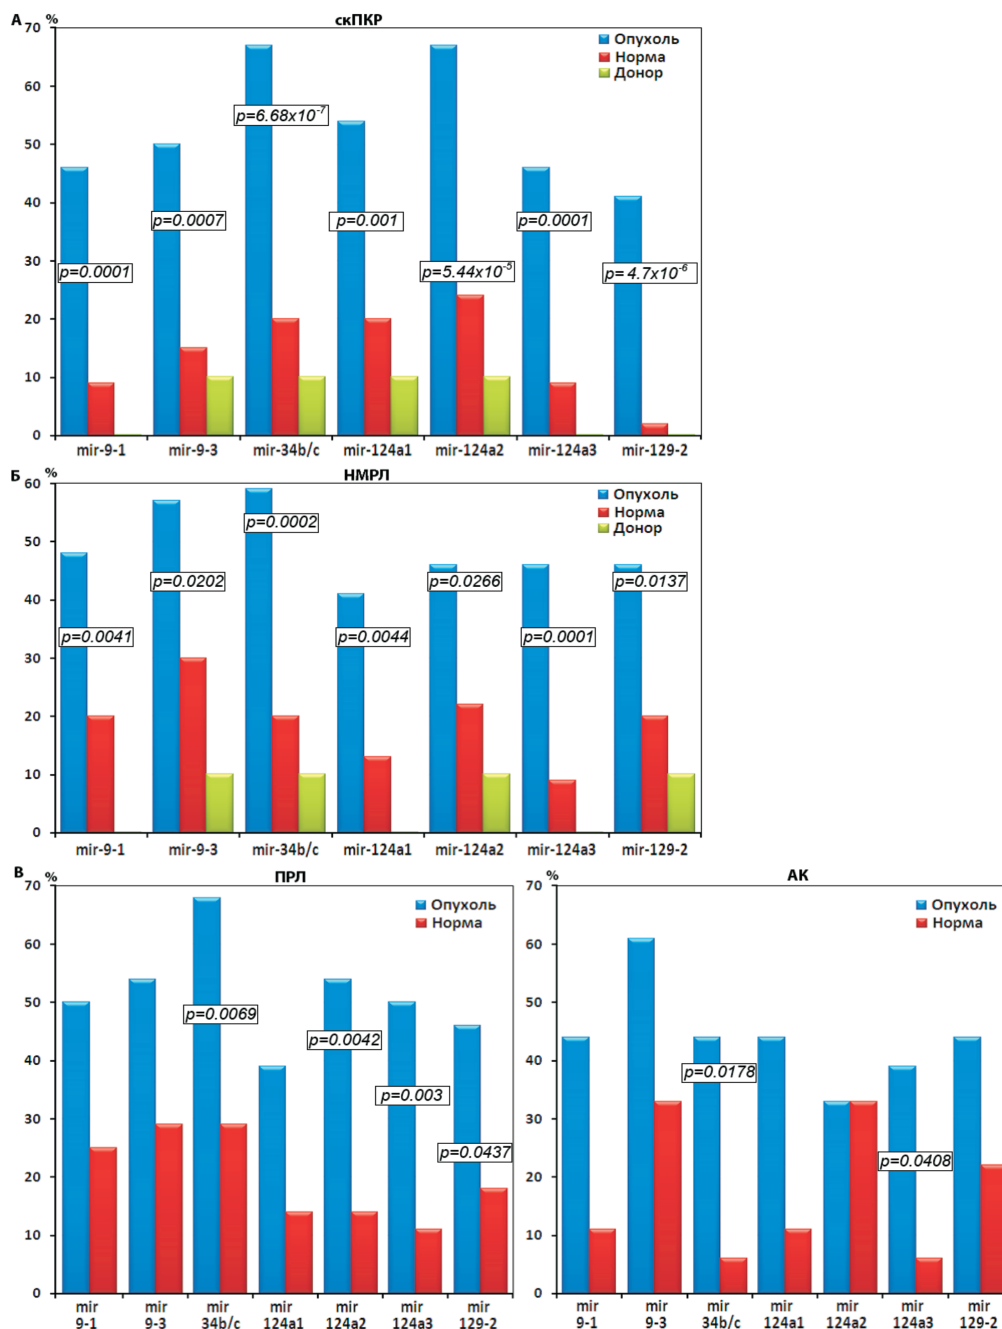 А
%
скПКР
70
60
50
40
30
20
10
0
Опухоль
Норма
Донор
p=0.0001
p=0.0007
p=6.68x10⁻⁷
p=0.001
p=5.44x10⁻⁵
p=0.0001
p=4.7x10⁻⁶
mir-9-1 mir-9-3 mir-34b/c mir-124a1 mir-124a2 mir-124a3 mir-129-2
Б
%
НМРЛ
60
50
40
30
20
10
0
Опухоль
Норма
Донор
p=0.0041
p=0.0202
p=0.0002
p=0.0044
p=0.0266
p=0.0001
p=0.0137
mir-9-1 mir-9-3 mir-34b/c mir-124a1 mir-124a2 mir-124a3 mir-129-2
В
%
ПРЛ
70
60
50
40
30
20
10
0
Опухоль
Норма
p=0.0069
p=0.0042
p=0.003
p=0.0437
mir mir mir mir mir mir mir
9-1 9-3 34b/c 124a1 124a2 124a3 129-2
%
АК
70
60
50
40
30
20
10
0
Опухоль
Норма
p=0.0178
p=0.0408
mir mir mir mir mir mir mir
9-1 9-3 34b/c 124a1 124a2 124a3 129-2